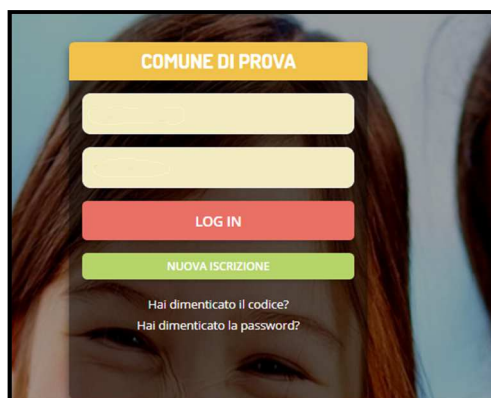 COMUNE DI PROVA
LOG IN
NUOVA ISCRIZIONE
Hai dimenticato il codice?
Hai dimenticato la password?